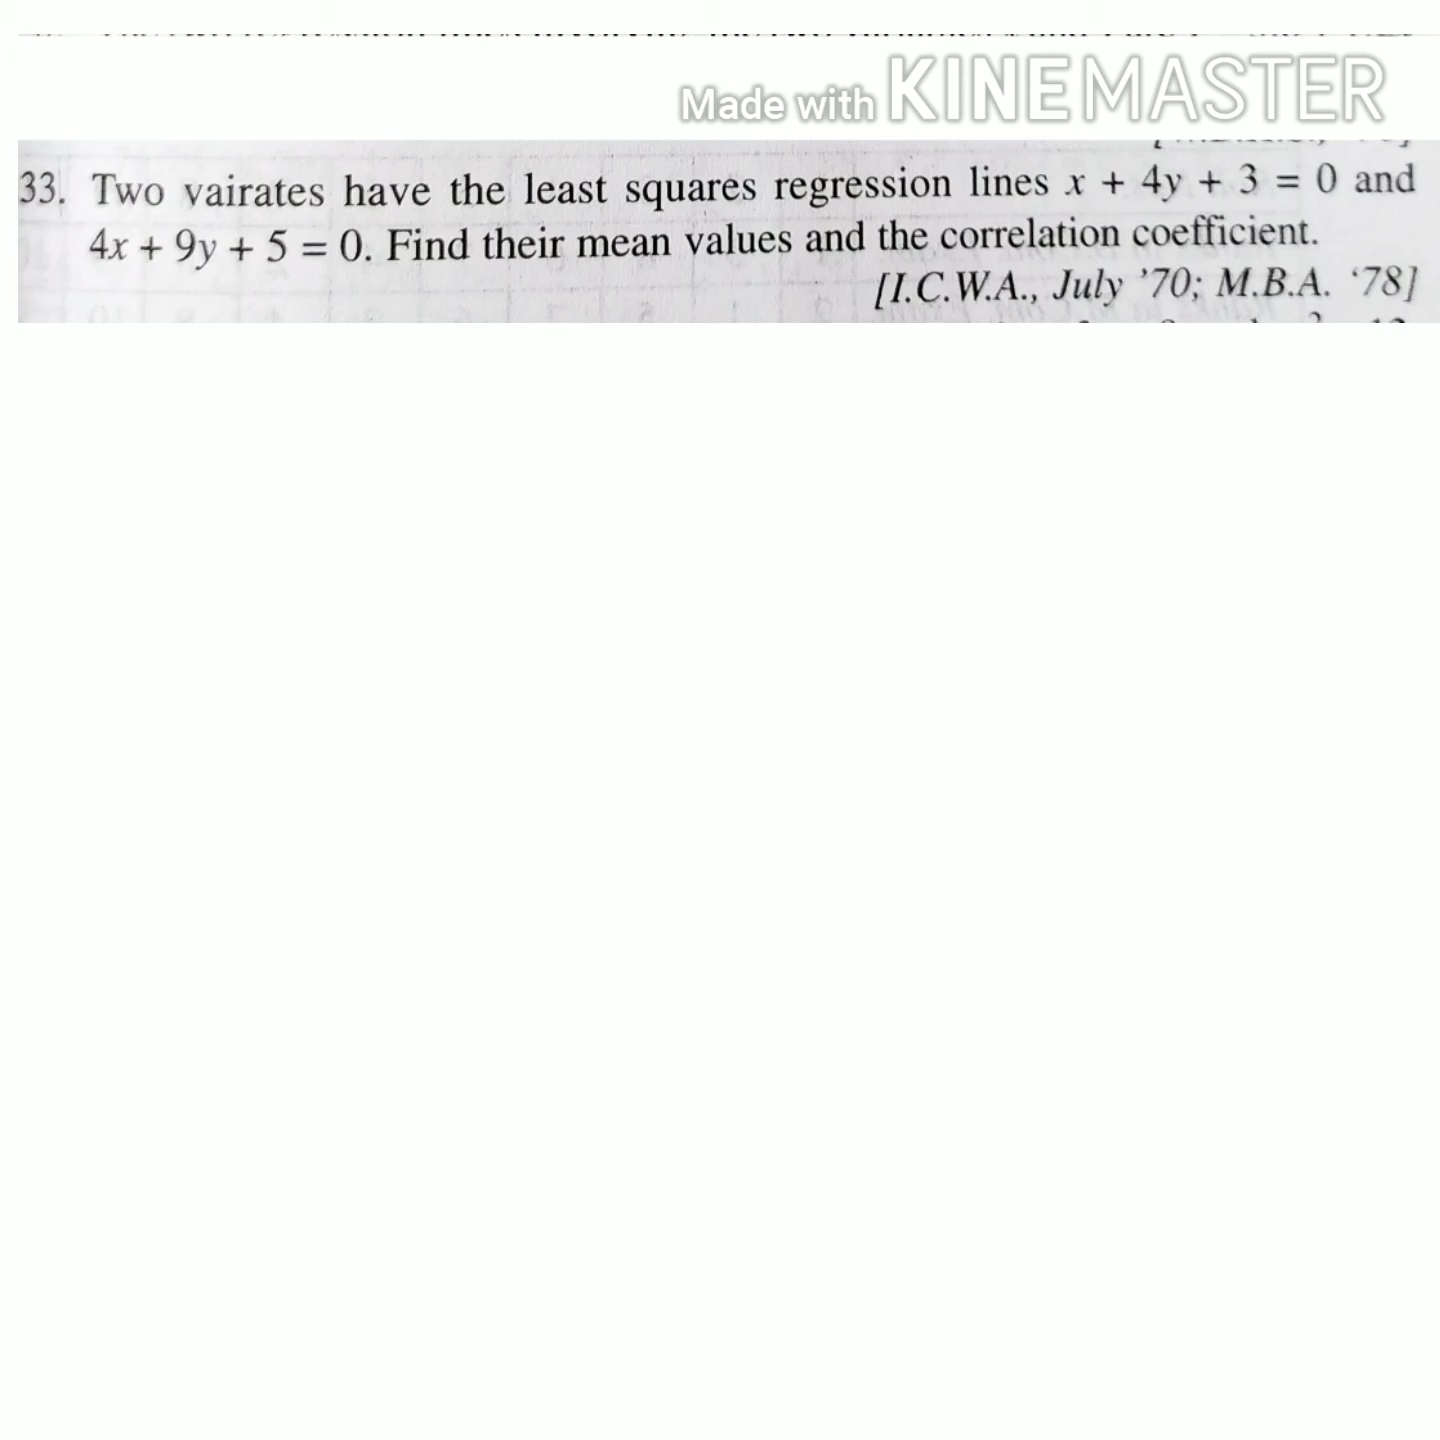 Made with KINEMASTER
33. Two vairates have the least squares regression lines x + 4y + 3 = 0 and
4x + 9y + 5 = 0. Find their mean values and the correlation coefficient.
[I.C.W.A., July ’70; M.B.A. ‘78]